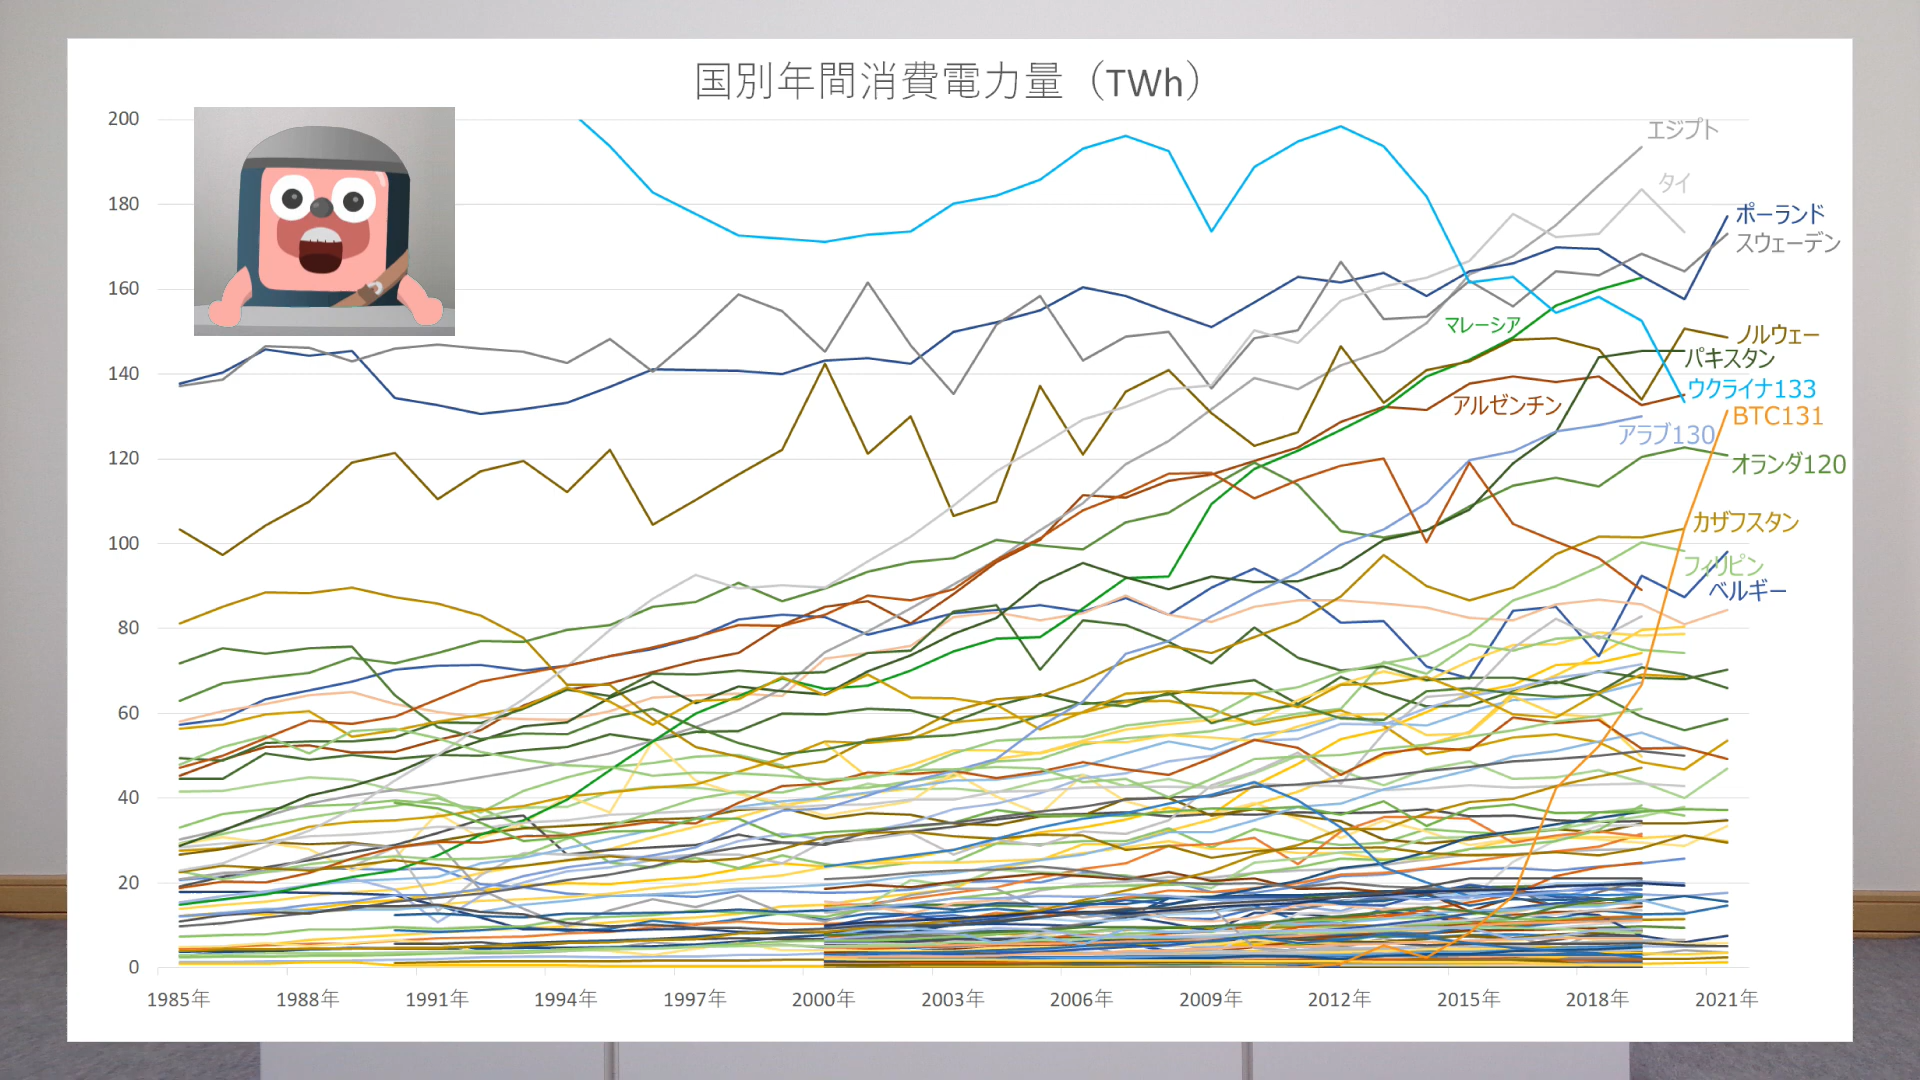 国別年間消費電力量（TWh）
200
180
160
140
120
100
80
60
40
20
0
エジプト
タイ
ポーランド
スウェーデン
マレーシア
ノルウェー
パキスタン
ウクライナ133
アルゼンチン
BTC131
アラブ130
オランダ120
カザフスタン
フィリピン
ベルギー
1985年
1988年
1991年
1994年
1997年
2000年
2003年
2006年
2009年
2012年
2015年
2018年
2021年